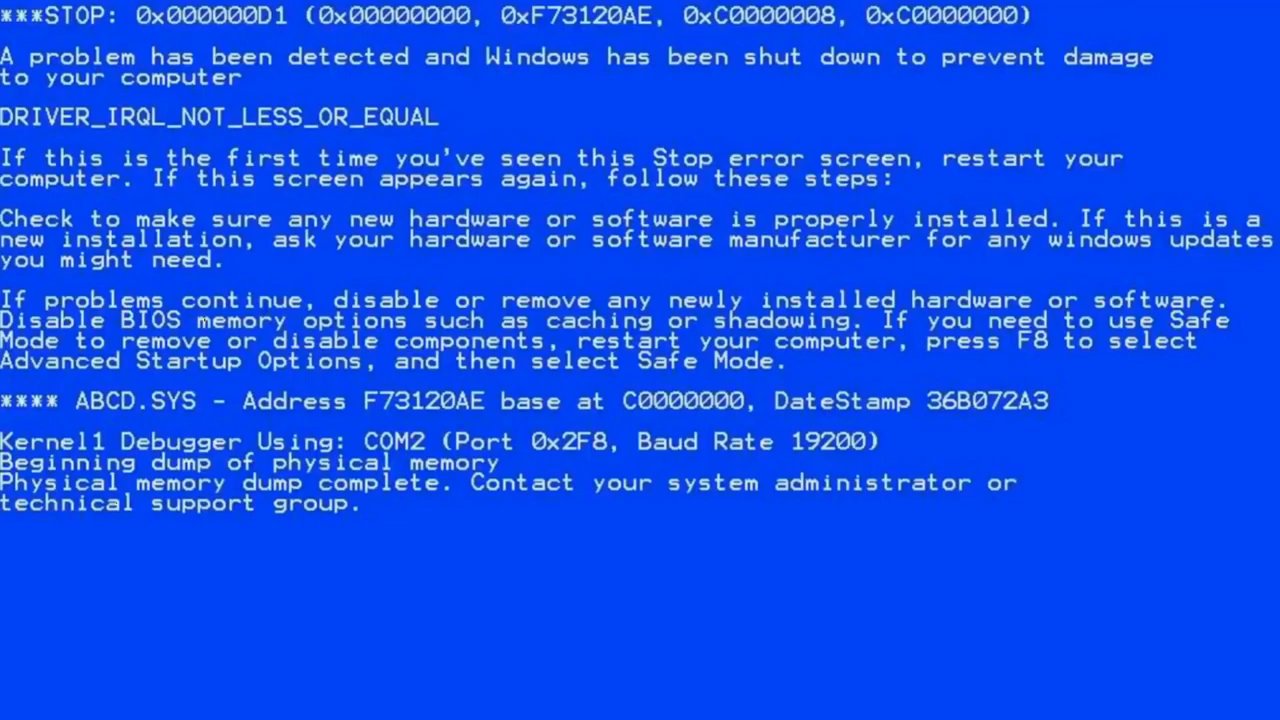 ***STOP: 0x000000D1 (0x00000000, 0xF73120AE, 0xC0000008, 0xC0000000)
A problem has been detected and Windows has been shut down to prevent damage
to your computer
DRIVER_IRQL_NOT_LESS_OR_EQUAL
If this is the first time you've seen this Stop error screen, restart your
computer. If this screen appears again, follow these steps:
Check to make sure any new hardware or software is properly installed. If this is a
new installation, ask your hardware or software manufacturer for any windows updates
you might need.
If problems continue, disable or remove any newly installed hardware or software.
Disable BIOS memory options such as caching or shadowing. If you need to use Safe
Mode to remove or disable components, restart your computer, press F8 to select
Advanced Startup Options, and then select Safe Mode.
**** ABCD.SYS - Address F73120AE base at C0000000, DateStamp 36B072A3
Kernel1 Debugger Using: COM2 (Port 0x2F8, Baud Rate 19200)
Beginning dump of physical memory
Physical memory dump complete. Contact your system administrator or
technical support group.